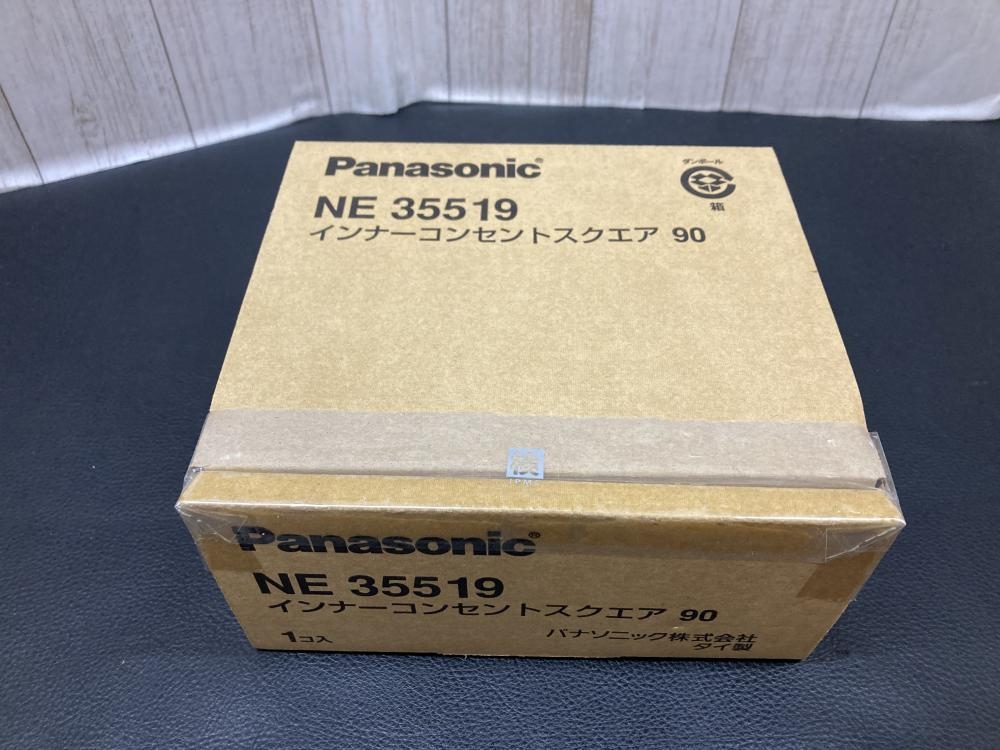 Panasonic®
ダンボール
箱
NE 35519
インナーコンセントスクエア 90
検
Panasonic®
NE 35519
インナーコンセントスクエア 90
1コ入
パナソニック株式会社
タイ製